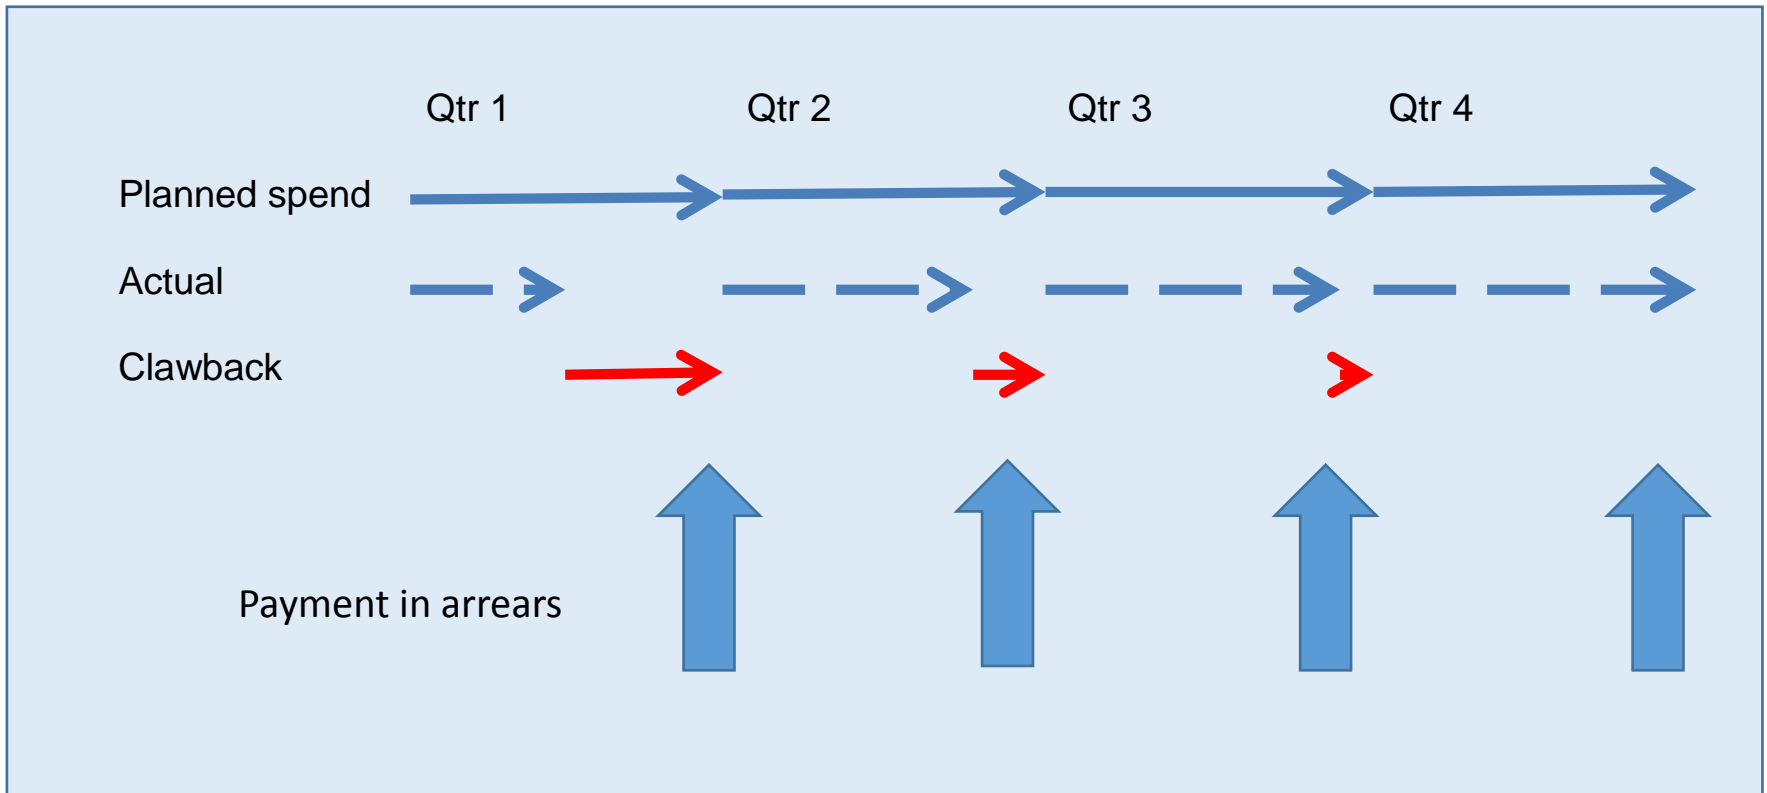 Qtr 1 Qtr 2 Qtr 3 Qtr 4
Planned spend
Actual
Clawback
Payment in arrears